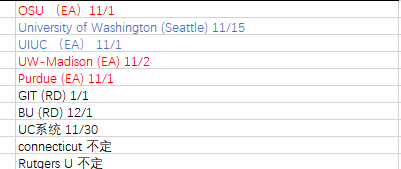 OSU （EA）11/1
University of Washington (Seattle) 11/15
UIUC （EA） 11/1
UW-Madison (EA) 11/2
Purdue (EA) 11/1
GIT (RD) 1/1
BU (RD) 12/1
UC系统 11/30
connecticut 不定
Rutgers U 不定